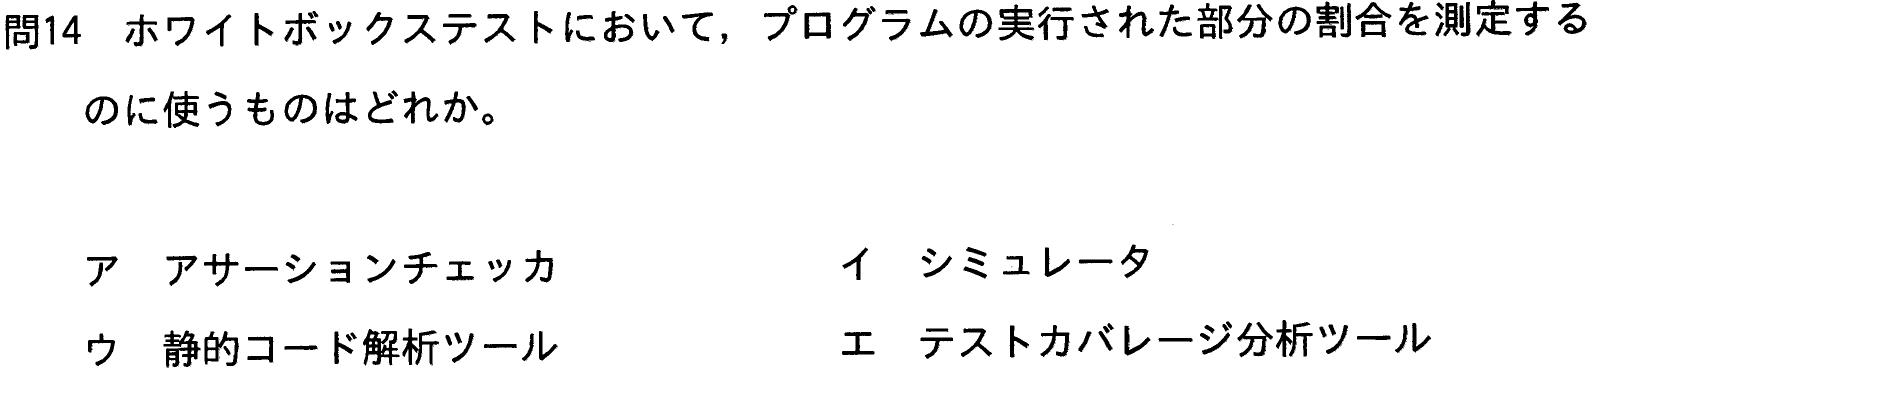 問14　ホワイトボックステストにおいて，プログラムの実行された部分の割合を測定する
のに使うものはどれか。
ア　アサーションチェッカ　イ　シミュレータ
ウ　静的コード解析ツール　エ　テストカバレージ分析ツール